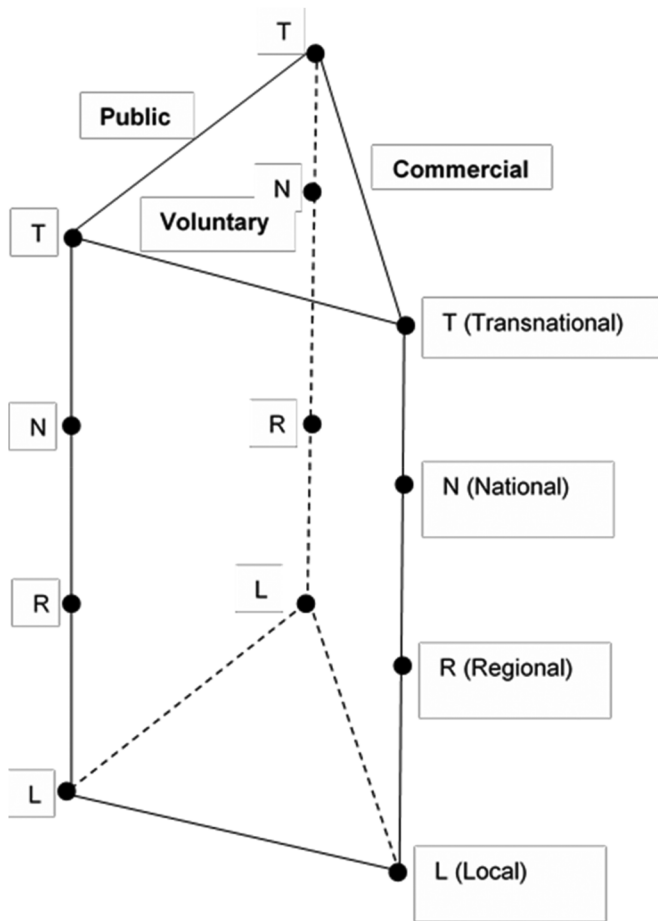 T
Public
Commercial
N
Voluntary
T
T (Transnational)
N
R
N (National)
R
L
R (Regional)
L
L (Local)